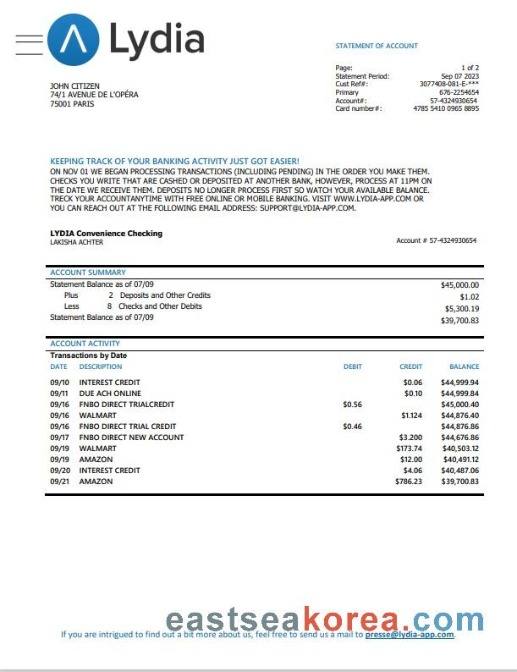 Lydia
STATEMENT OF ACCOUNT
Page: 1 of 2
Statement Period: Sep 07 2023
Cust Ref#: 3077408-081-E-***
Primary 676-2254654
Account#: 57-4324930654
Card number#: 4785 5410 0965 8895
JOHN CITIZEN
74/1 AVENUE DE L'OPÉRA
75001 PARIS
KEEPING TRACK OF YOUR BANKING ACTIVITY JUST GOT EASIER!
ON NOV 01 WE BEGAN PROCESSING TRANSACTIONS (INCLUDING PENDING) IN THE ORDER YOU MAKE THEM.
CHECKS YOU WRITE THAT ARE CASHED OR DEPOSITED AT ANOTHER BANK, HOWEVER, PROCESS AT 11PM ON
THE DATE WE RECEIVE THEM. DEPOSITS NO LONGER PROCESS FIRST SO WATCH YOUR AVAILABLE BALANCE.
TRECK YOUR ACCOUNTANYTIME WITH FREE ONLINE OR MOBILE BANKING. VISIT WWW.LYDIA-APP.COM OR
YOU CAN REACH OUT AT THE FOLLOWING EMAIL ADDRESS: SUPPORT@LYDIA-APP.COM.
LYDIA Convenience Checking
LAKISHA ACHTER Account # 57-4324930654
ACCOUNT SUMMARY
Statement Balance as of 07/09 $45,000.00
Plus 2 Deposits and Other Credits $1.02
Less 8 Checks and Other Debits $5,300.19
Statement Balance as of 07/09 $39,700.83
ACCOUNT ACTIVITY
Transactions by Date
DATE DESCRIPTION DEBIT CREDIT BALANCE
09/10 INTEREST CREDIT $0.06 $44,999.94
09/11 DUE ACH ONLINE $0.10 $44,999.84
09/16 FNBO DIRECT TRIALCREDIT $0.56 $45,000.40
09/16 WALMART $1.124 $44,876.40
09/16 FNBO DIRECT TRIAL CREDIT $0.46 $44,876.86
09/17 FNBO DIRECT NEW ACCOUNT $3.200 $44,676.86
09/19 WALMART $173.74 $40,503.12
09/19 AMAZON $12.00 $40,491.12
09/20 INTEREST CREDIT $4.06 $40,487.06
09/21 AMAZON $786.23 $39,700.83
eastseakorea.com
If you are intrigued to find out a bit more about us, feel free to send us a mail to presse@lydia-app.com.